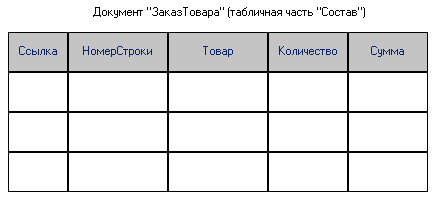 Документ "ЗаказТовара" (табличная часть "Состав")
Ссылка НомерСтроки Товар Количество Сумма